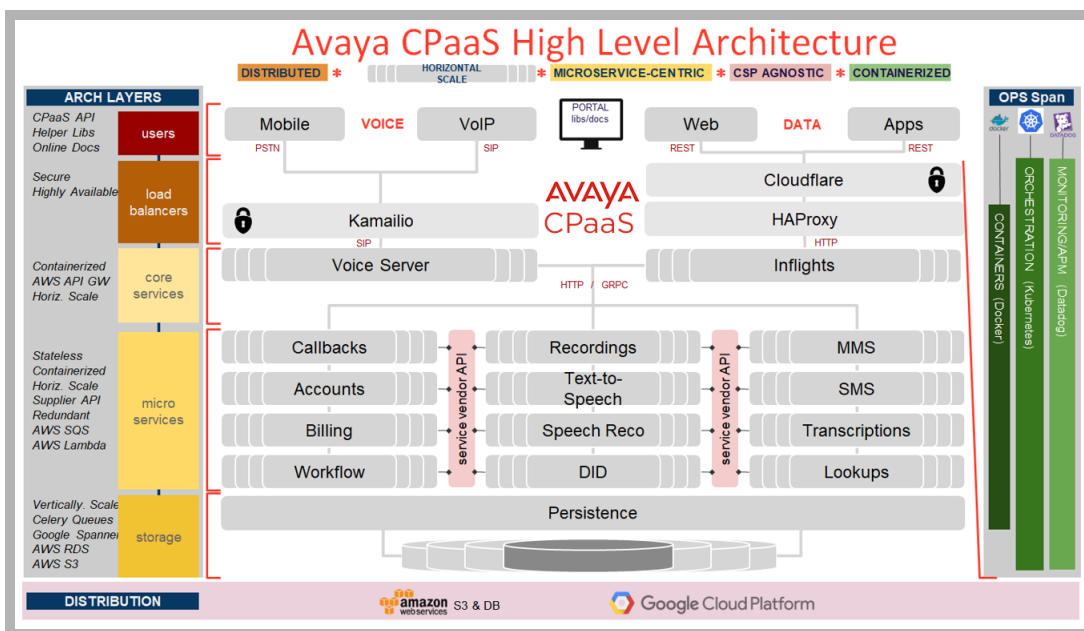 Avaya CPaaS High Level Architecture
DISTRIBUTED * HORIZONTAL SCALE * MICROSERVICE-CENTRIC * CSP AGNOSTIC * CONTAINERIZED
ARCH LAYERS
CPaaS API
Helper Libs
Online Docs
users
Secure
Highly Available
load
balancers
Containerized
AWS API GW
Horiz. Scale
core
services
Stateless
Containerized
Horiz. Scale
Supplier API
Redundant
AWS SQS
AWS Lambda
micro
services
Vertically. Scale
Celery Queues
Google Spanner
AWS RDS
AWS S3
storage
Mobile
VOICE
VoIP
PORTAL
libs/docs
Web
DATA
Apps
PSTN
SIP
REST
REST
Cloudflare
AVAYA
CPaaS
Kamailio
HAProxy
SIP
HTTP
Voice Server
Inflights
HTTP / GRPC
Callbacks
Recordings
MMS
Accounts
Text-to-
Speech
SMS
Billing
Speech Reco
Transcriptions
Workflow
DID
Lookups
service vendor API
service vendor API
Persistence
OPS Span
docker
DATADOG
CONTAINERS (Docker)
ORCHESTRATION (Kubernetes)
MONITORING/APM (Datadog)
DISTRIBUTION
amazon
webservices
S3 & DB
Google Cloud Platform